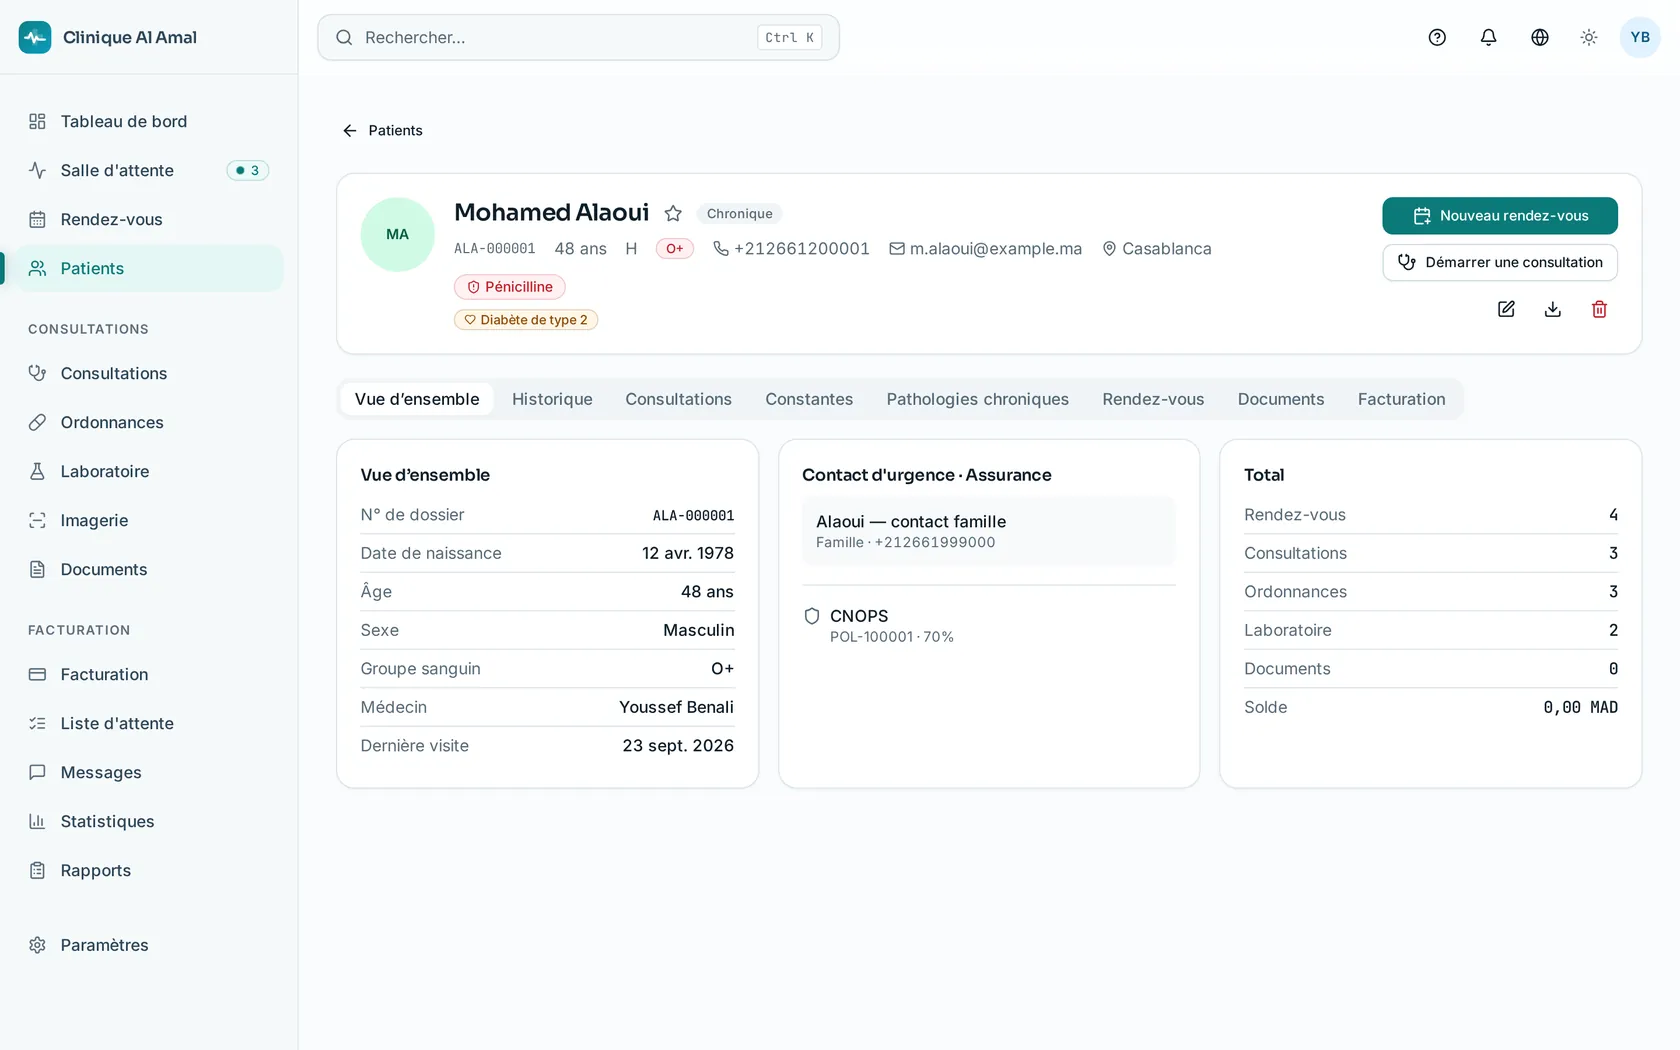 Clinique Al Amal
Rechercher...
Ctrl K
YB
Tableau de bord
Salle d'attente
3
Rendez-vous
Patients
CONSULTATIONS
Consultations
Ordonnances
Laboratoire
Imagerie
Documents
FACTURATION
Facturation
Liste d'attente
Messages
Statistiques
Rapports
Paramètres
Patients
MA
Mohamed Alaoui
Chronique
ALA-000001 48 ans H O+ +212661200001 m.alaoui@example.ma Casablanca
Pénicilline
Diabète de type 2
Nouveau rendez-vous
Démarrer une consultation
Vue d’ensemble Historique Consultations Constantes Pathologies chroniques Rendez-vous Documents Facturation
Vue d’ensemble
N° de dossier ALA-000001
Date de naissance 12 avr. 1978
Âge 48 ans
Sexe Masculin
Groupe sanguin O+
Médecin Youssef Benali
Dernière visite 23 sept. 2026
Contact d'urgence · Assurance
Alaoui — contact famille
Famille · +212661999000
CNOPS
POL-100001 · 70%
Total
Rendez-vous 4
Consultations 3
Ordonnances 3
Laboratoire 2
Documents 0
Solde 0,00 MAD